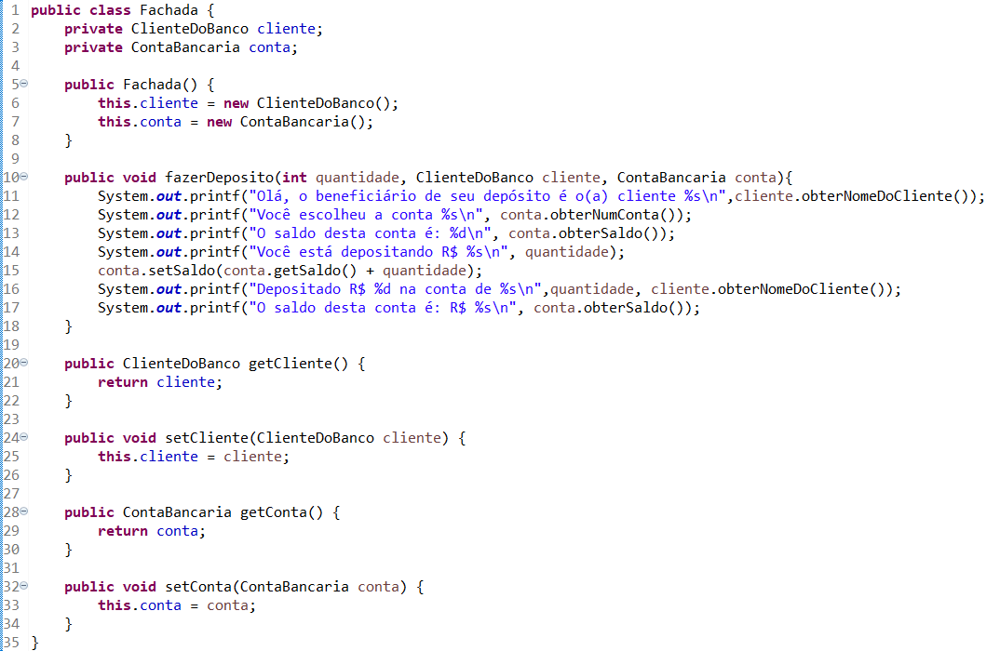 1 public class Fachada {
2 private ClienteDoBanco cliente;
3 private ContaBancaria conta;
4
5 public Fachada() {
6 this.cliente = new ClienteDoBanco();
7 this.conta = new ContaBancaria();
8 }
9
10 public void fazerDeposito(int quantidade, ClienteDoBanco cliente, ContaBancaria conta){
11 System.out.printf("Olá, o beneficiário de seu depósito é o(a) cliente %s\n",cliente.obterNomeDoCliente());
12 System.out.printf("Você escolheu a conta %s\n", conta.obterNumConta());
13 System.out.printf("O saldo desta conta é: %d\n", conta.obterSaldo());
14 System.out.printf("Você está depositando R$ %s\n", quantidade);
15 conta.setSaldo(conta.getSaldo() + quantidade);
16 System.out.printf("Depositado R$ %d na conta de %s\n",quantidade, cliente.obterNomeDoCliente());
17 System.out.printf("O saldo desta conta é: R$ %s\n", conta.obterSaldo());
18 }
19
20 public ClienteDoBanco getCliente() {
21 return cliente;
22 }
23
24 public void setCliente(ClienteDoBanco cliente) {
25 this.cliente = cliente;
26 }
27
28 public ContaBancaria getConta() {
29 return conta;
30 }
31
32 public void setConta(ContaBancaria conta) {
33 this.conta = conta;
34 }
35 }